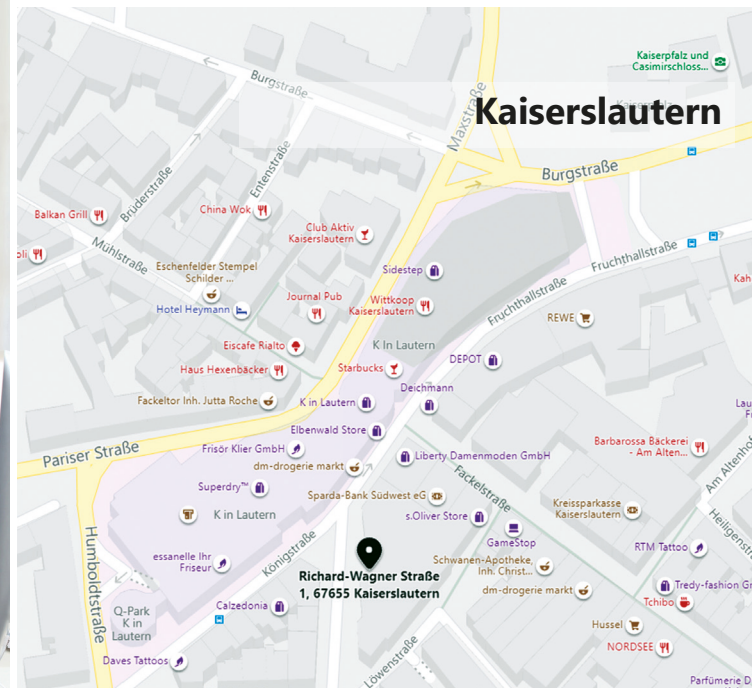 Kaiserpfalz und
Casimirschloss...
Burgstraße
Maxstraße
Kaiserslautern
Burgstraße
Entenstraße
Brüderstraße
Balkan Grill
China Wok
Club Aktiv
Kaiserslautern
Mühlstraße
Fruchthallstraße
Eschenfelder Stempel
Schilder ...
Sidestep
Journal Pub
Wittkoop
Kaiserslautern
Fruchthallstraße
Hotel Heymann
REWE
Eiscafe Rialto
K In Lautern
Haus Hexenbäcker
Starbucks
DEPOT
Deichmann
Fackeltor Inh. Jutta Roche
K in Lautern
Elbenwald Store
Pariser Straße
Frisör Klier GmbH
Liberty Damenmoden GmbH
Barbarossa Bäckerei
- Am Alten...
dm-drogerie markt
Am Altenhof
Fackelstraße
Superdry™
Sparda-Bank Südwest eG
Kreissparkasse
Kaiserslautern
K in Lautern
s.Oliver Store
GameStop
Humboldtstraße
Königstraße
RTM Tattoo
essanelle Ihr
Friseur
Schwanen-Apotheke,
Inh. Christ...
Richard-Wagner Straße
1, 67655 Kaiserslautern
dm-drogerie markt
Tredy-fashion
Tchibo
Q-Park
K in
Lautern
Calzedonia
Hussel
NORDSEE
Löwenstraße
Daves Tattoos
Parfümerie